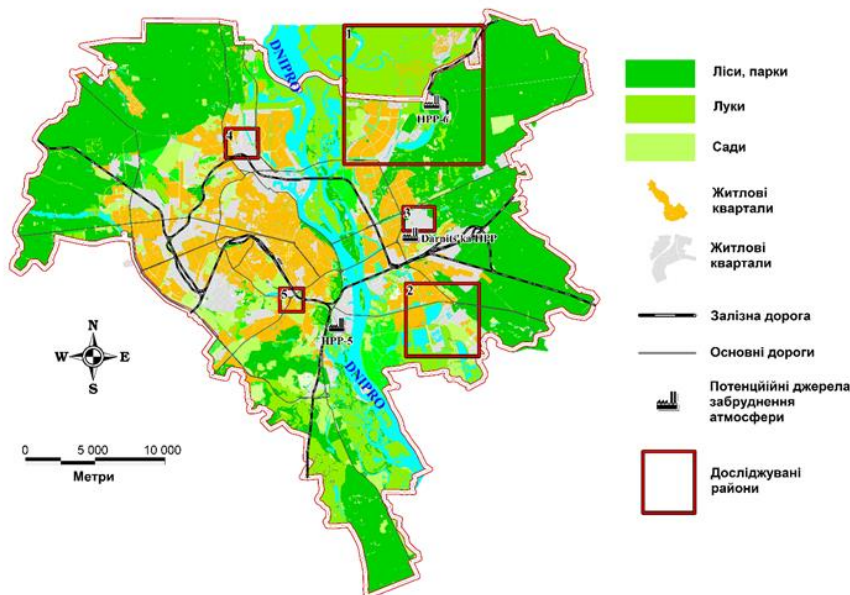 DNIPRO
1
HPP-6
4
3
Darnits'ka HPP
5
2
HPP-5
DNIPRO
N
W E
S
0 5 000 10 000
Метри
Ліси, парки
Луки
Сади
Житлові
квартали
Житлові
квартали
Залізна дорога
Основні дороги
Потенційні джерела
забруднення
атмосфери
Досліджувані
райони